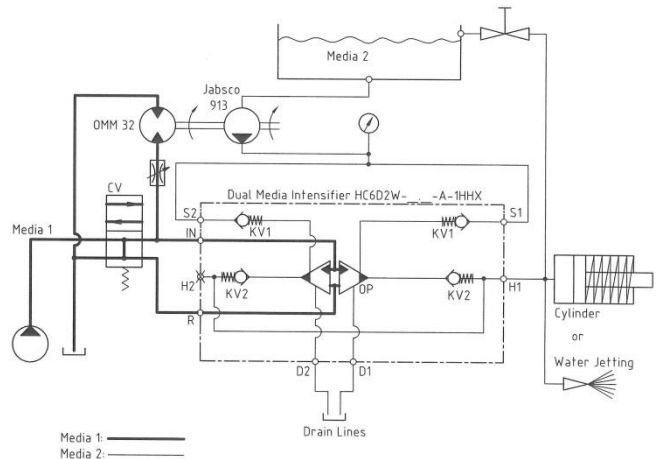 Media 2
Jabsco
913
OMM 32
CV
Dual Media Intensifier HC6D2W-_._-A-1HHX
S2
S1
Media 1
IN
KV1
KV1
H2
KV2
OP
KV2
H1
R
Cylinder
or
Water Jetting
D2
D1
Drain Lines
Media 1:
Media 2: